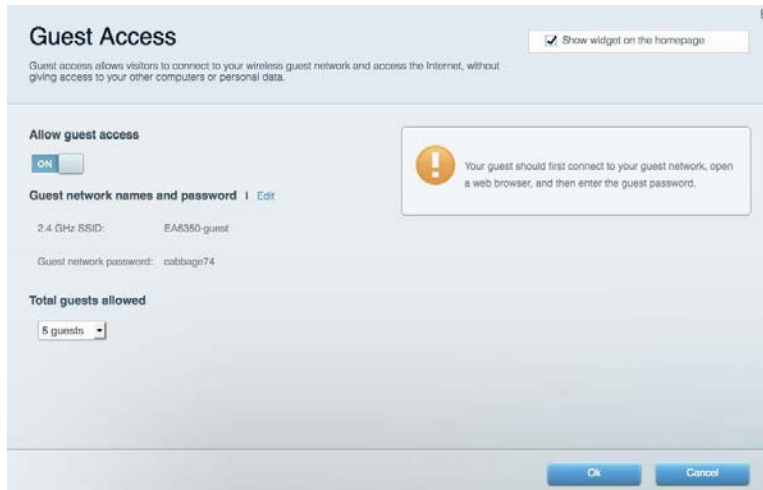 Guest Access
Show widget on the homepage
Guest access allows visitors to connect to your wireless guest network and access the Internet, without
giving access to your other computers or personal data.
Allow guest access
ON
Your guest should first connect to your guest network, open
a web browser, and then enter the guest password.
Guest network names and password | Edit
2.4 GHz SSID: EA6350-guest
Guest network password: cabbage74
Total guests allowed
5 guests
Ok Cancel